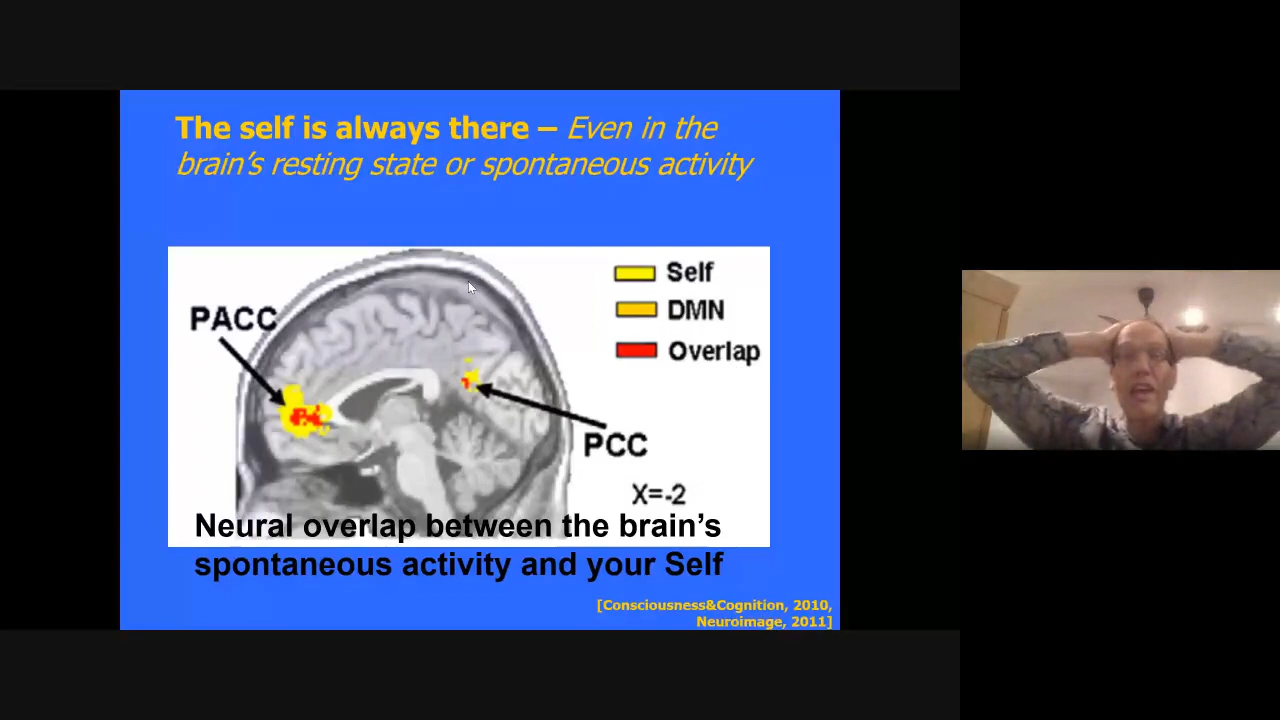 The self is always there – Even in the
brain's resting state or spontaneous activity
PACC
Self
DMN
Overlap
PCC
X=-2
Neural overlap between the brain's
spontaneous activity and your Self
[Consciousness&Cognition, 2010,
Neuroimage, 2011]